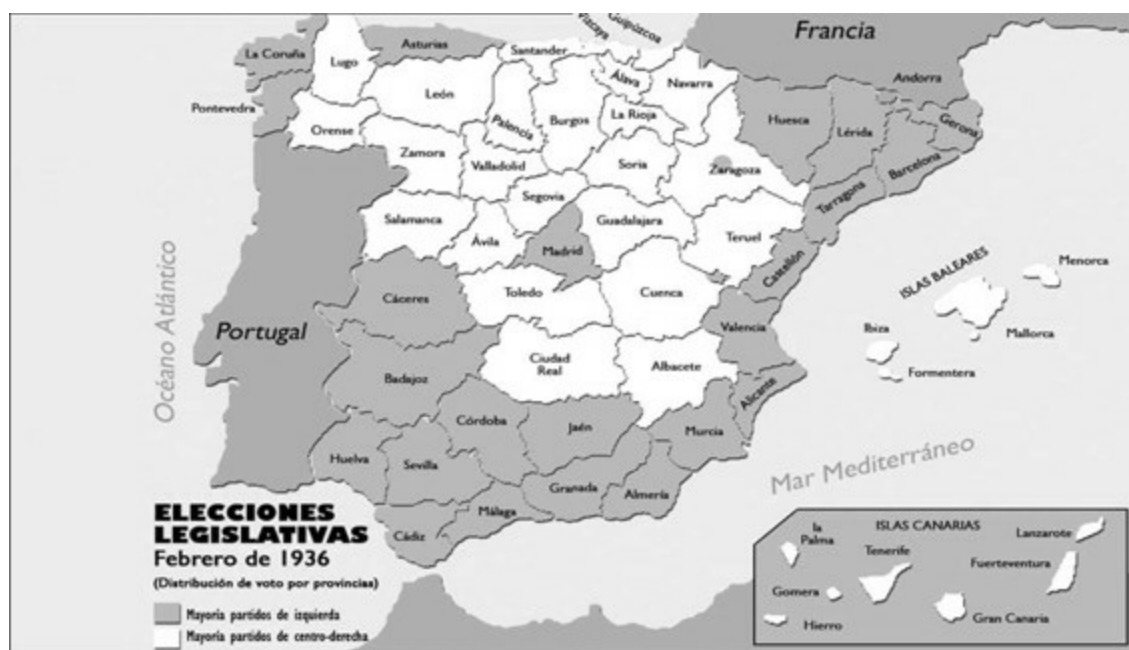 Vizcaya
Guipúzcoa
Francia
La Coruña
Asturias
Santander
Lugo
Álava
Navarra
Andorra
León
Pontevedra
Palencia
Burgos
La Rioja
Huesca
Lérida
Gerona
Orense
Barcelona
Zamora
Valladolid
Soria
Zaragoza
Tarragona
Segovia
Salamanca
Guadalajara
Ávila
Madrid
Teruel
Castellón
Menorca
ISLAS BALEARES
Océano Atlántico
Cáceres
Toledo
Cuenca
Portugal
Valencia
Ibiza
Mallorca
Ciudad
Real
Albacete
Formentera
Badajoz
Alicante
Córdoba
Jaén
Murcia
Huelva
Sevilla
Mar Mediterráneo
Granada
Almería
Málaga
Cádiz
ELECCIONES
LEGISLATIVAS
Febrero de 1936
(Distribución de voto por provincias)
Mayoría partidos de izquierda
Mayoría partidos de centro-derecha
ISLAS CANARIAS
la
Palma
Tenerife
Lanzarote
Fuerteventura
Gomera
Hierro
Gran Canaria